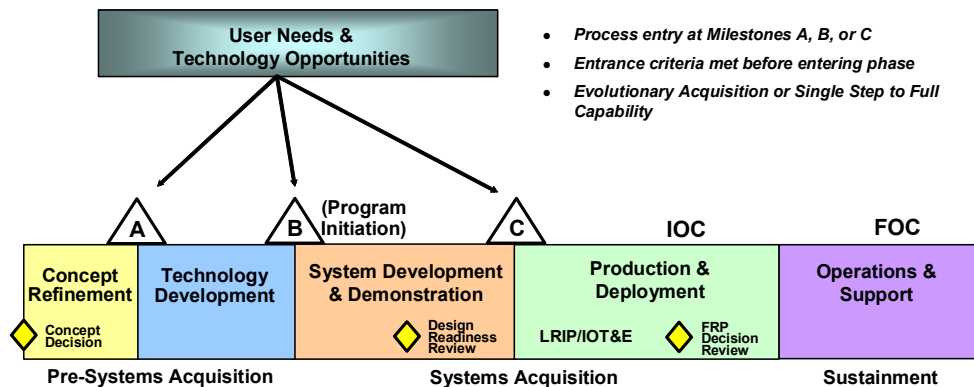 User Needs &
Technology Opportunities
• Process entry at Milestones A, B, or C
• Entrance criteria met before entering phase
• Evolutionary Acquisition or Single Step to Full
Capability
A
B
(Program
Initiation)
C
IOC
FOC
Concept
Refinement
Technology
Development
System Development
& Demonstration
Production &
Deployment
Operations &
Support
Concept
Decision
Design
Readiness
Review
LRIP/IOT&E
FRP
Decision
Review
Pre-Systems Acquisition
Systems Acquisition
Sustainment